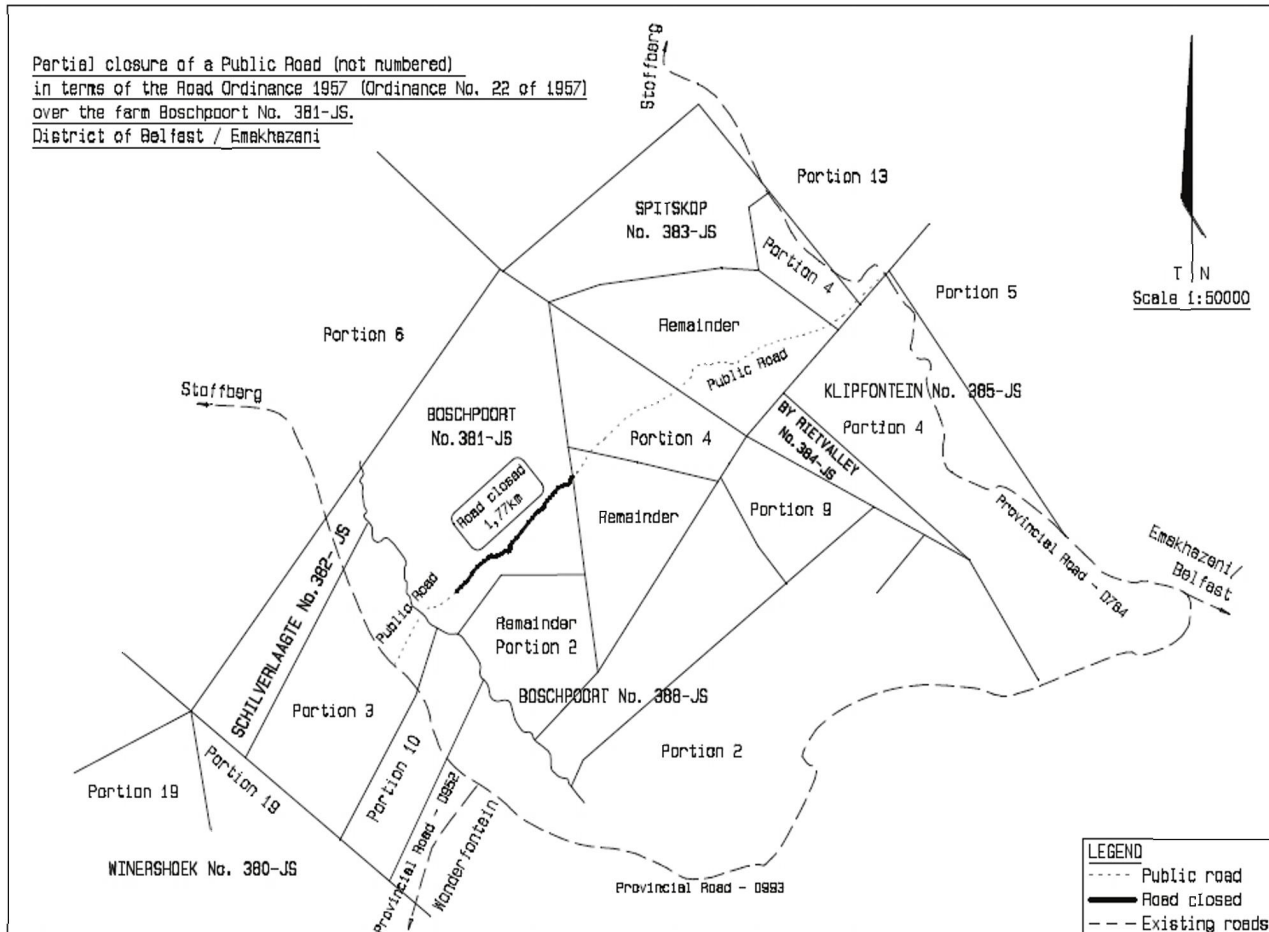 Partial closure of a Public Road (not numbered)
in terms of the Road Ordinance 1957 (Ordinance No. 22 of 1957)
over the farm Boschpoort No. 381-JS.
District of Belfast / Emakhazeni
Stoffberg
Portion 13
SPITSKOP
No. 383-JS
Portion 4
T N
Scale 1:50000
Portion 5
Remainder
Portion 6
Public Road
KLIPFONTEIN No. 385-JS
Portion 4
Stoffberg
BOSCHPOORT
No.381-JS
BY RIETVALLEY
No.384-JS
Portion 4
Road closed
1,77km
Remainder
Portion 9
Provincial Road - D784
Emakhazeni/
Belfast
Public Road
SCHILVERLAAGTE No.382- JS
Remainder
Portion 2
BOSCHPOORT No. 388-JS
Portion 3
Portion 10
Portion 2
Portion 19
Portion 19
WINERSHOEK No. 380-JS
Provincial Road - D952
Wonderfontein
Provincial Road - D993
LEGEND
Public road
Road closed
Existing roads